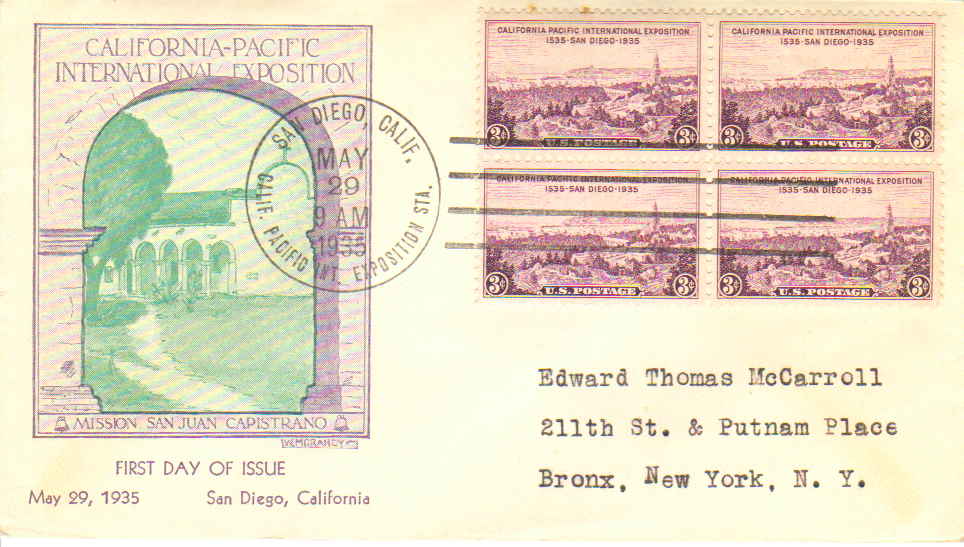 CALIFORNIA-PACIFIC
INTERNATIONAL EXPOSITION
MISSION SAN JUAN CAPISTRANO
FIRST DAY OF ISSUE
May 29, 1935 San Diego, California
SAN DIEGO, CALIF.
MAY
29
9 AM
1935
CALIF. PACIFIC INT. EXPOSITION STA.
CALIFORNIA PACIFIC INTERNATIONAL EXPOSITION
1535·SAN DIEGO·1935
3¢ U.S. POSTAGE 3¢
CALIFORNIA PACIFIC INTERNATIONAL EXPOSITION
1535·SAN DIEGO·1935
3¢ U.S. POSTAGE 3¢
CALIFORNIA PACIFIC INTERNATIONAL EXPOSITION
1535·SAN DIEGO·1935
3¢ U.S. POSTAGE 3¢
CALIFORNIA PACIFIC INTERNATIONAL EXPOSITION
1535·SAN DIEGO·1935
3¢ U.S. POSTAGE 3¢
Edward Thomas McCarroll
211th St. & Putnam Place
Bronx, New York, N. Y.